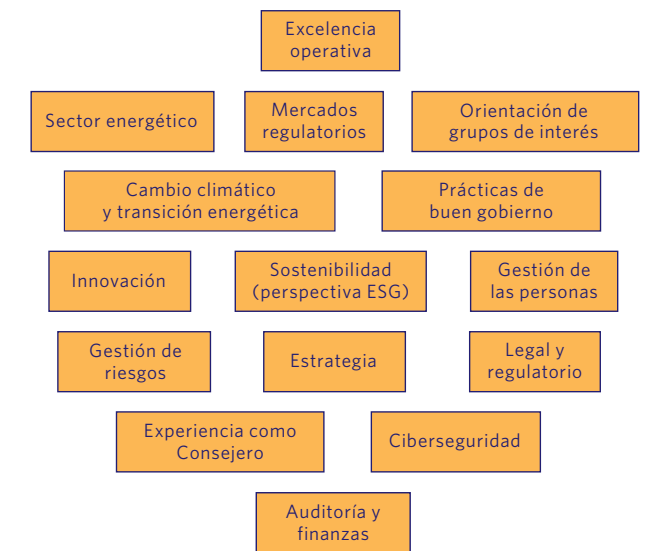 Excelencia
operativa
Sector energético
Mercados
regulatorios
Orientación de
grupos de interés
Cambio climático
y transición energética
Prácticas de
buen gobierno
Innovación
Sostenibilidad
(perspectiva ESG)
Gestión de
las personas
Gestión de
riesgos
Estrategia
Legal y
regulatorio
Experiencia como
Consejero
Ciberseguridad
Auditoría y
finanzas